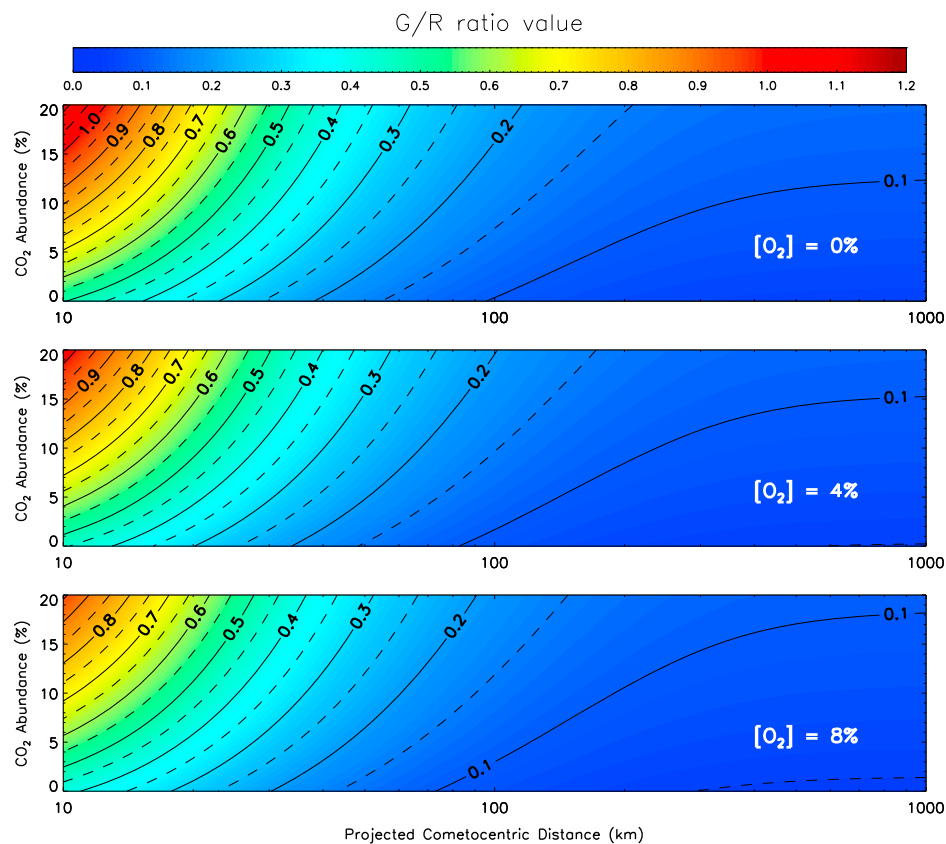 G/R ratio value
0.0 0.1 0.2 0.3 0.4 0.5 0.6 0.7 0.8 0.9 1.0 1.1 1.2
CO2 Abundance (%)
20
15
10
5
0
1.0 0.9 0.8 0.7 0.6 0.5 0.4 0.3 0.2 0.1
[O2] = 0%
10 100 1000
CO2 Abundance (%)
20
15
10
5
0
0.9 0.8 0.7 0.6 0.5 0.4 0.3 0.2 0.1
[O2] = 4%
10 100 1000
CO2 Abundance (%)
20
15
10
5
0
0.8 0.7 0.6 0.5 0.4 0.3 0.2 0.1
0.1
[O2] = 8%
10 100 1000
Projected Cometocentric Distance (km)